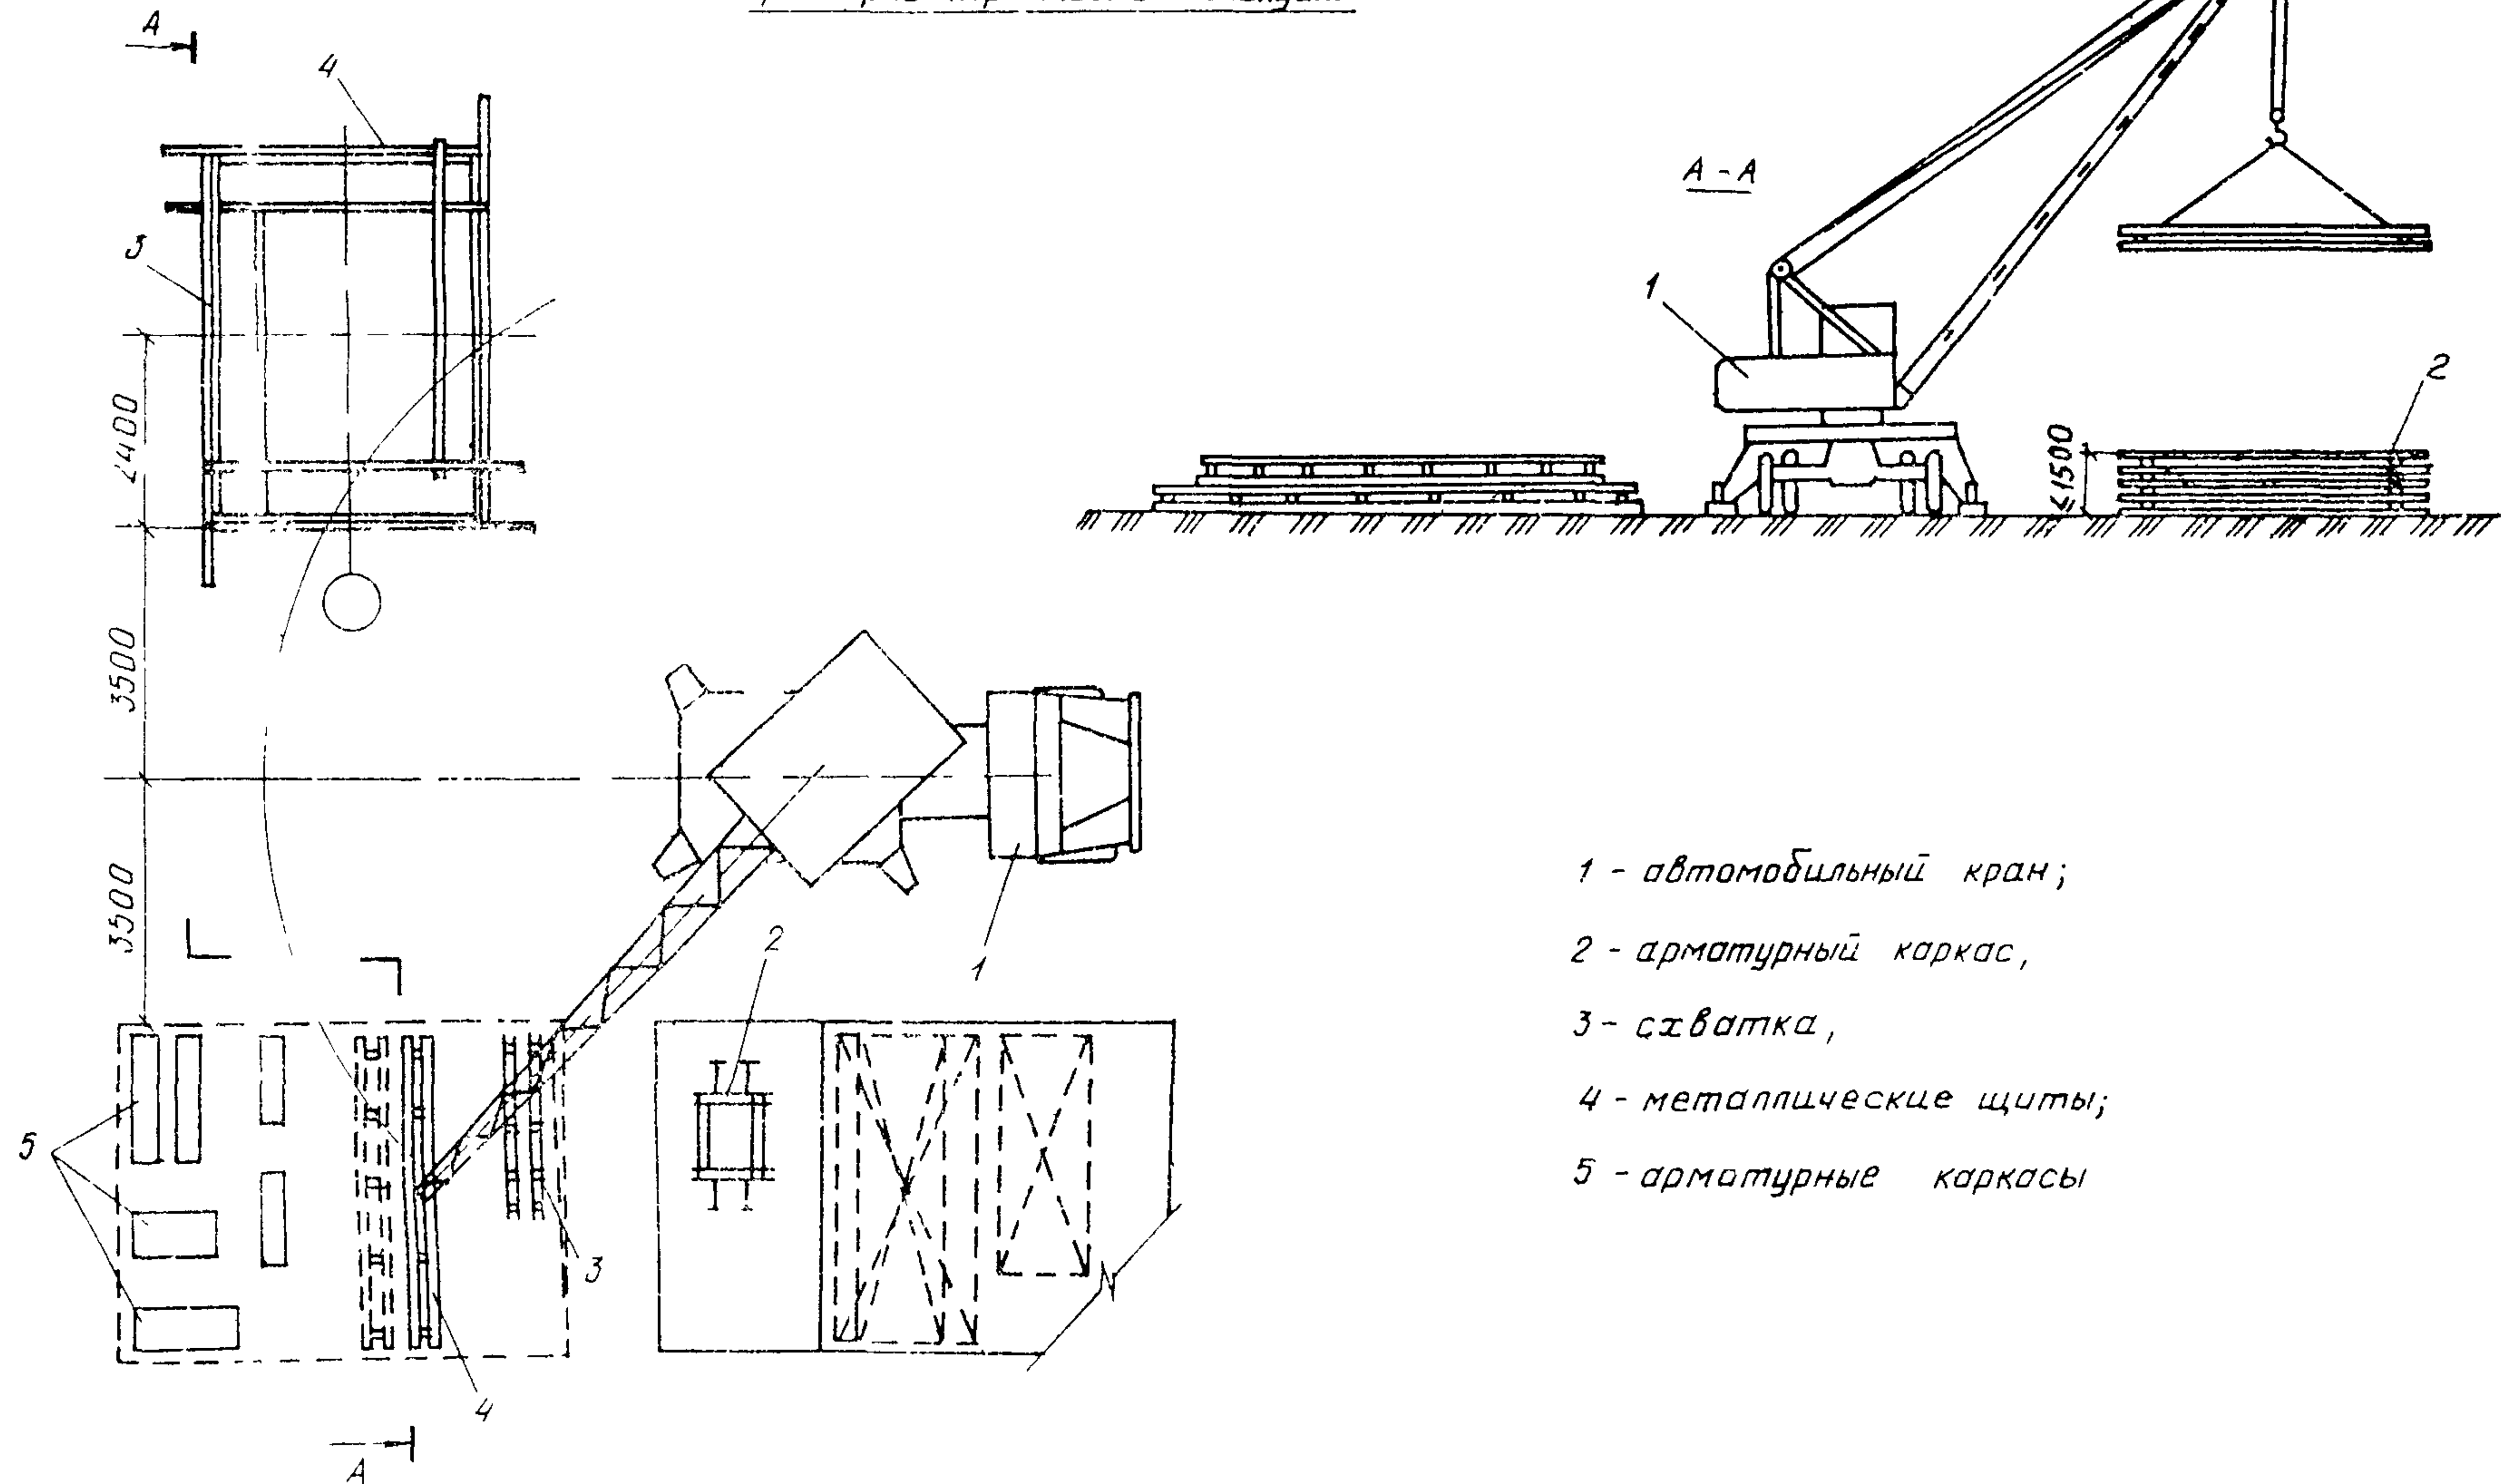 А
4
А - А
3
1
2
2400
≤1500
3500
3500
2
1
1 - автомобильный кран;
2 - арматурный каркас,
3 - схватка,
4 - металлические щиты;
5 - арматурные каркасы
5
3
4
А